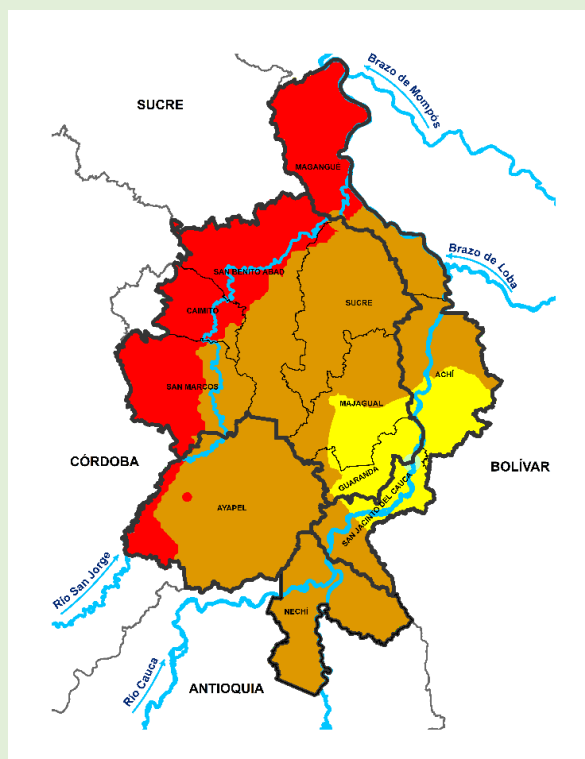 Brazo de Mompós
SUCRE
MAGANGUÉ
Brazo de Loba
SAN BENITO ABAD
CAIMITO
SUCRE
ACHÍ
SAN MARCOS
MAJAGUAL
CÓRDOBA
BOLÍVAR
GUARANDA
SAN JACINTO DEL CAUCA
AYAPEL
Río San Jorge
NECHÍ
Río Cauca
ANTIOQUIA